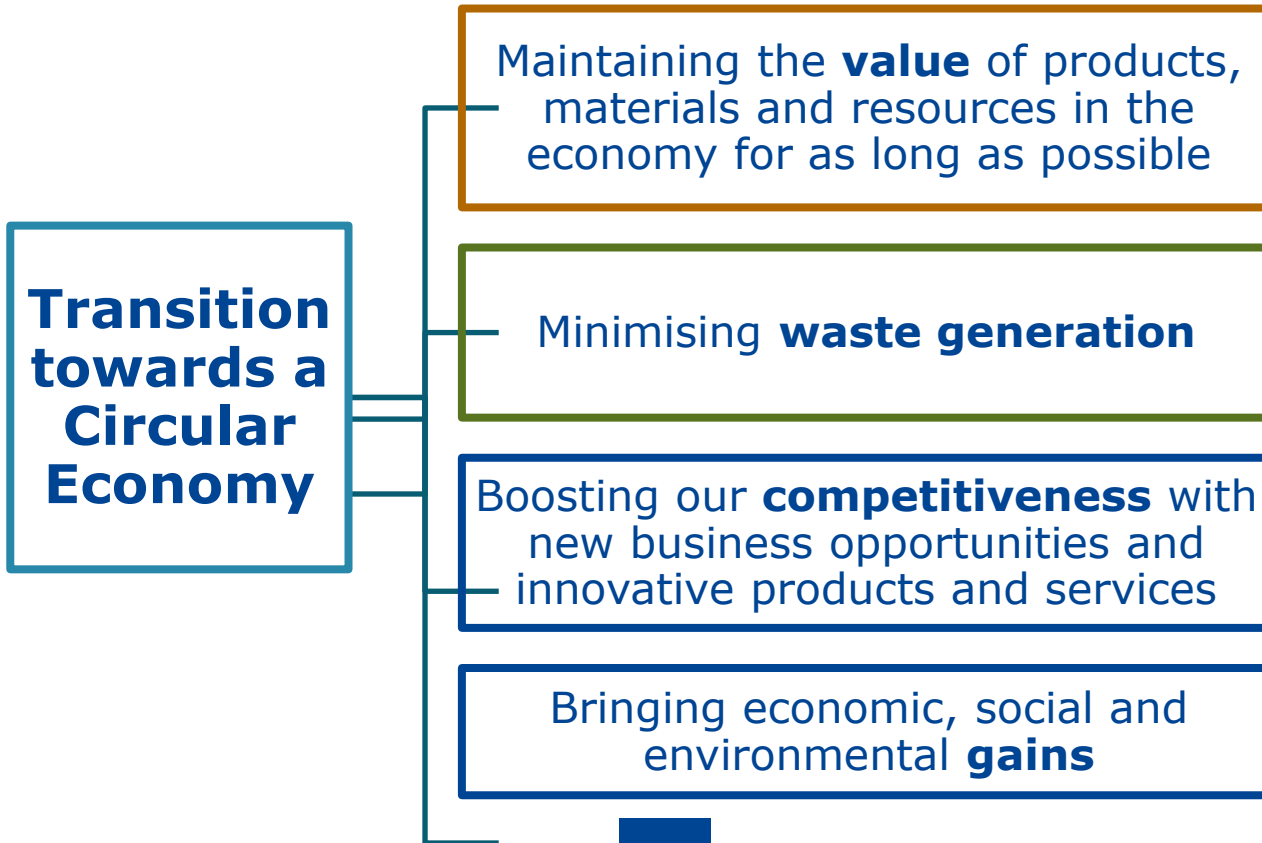 Transition
towards a
Circular
Economy
Maintaining the value of products,
materials and resources in the
economy for as long as possible
Minimising waste generation
Boosting our competitiveness with
new business opportunities and
innovative products and services
Bringing economic, social and
environmental gains